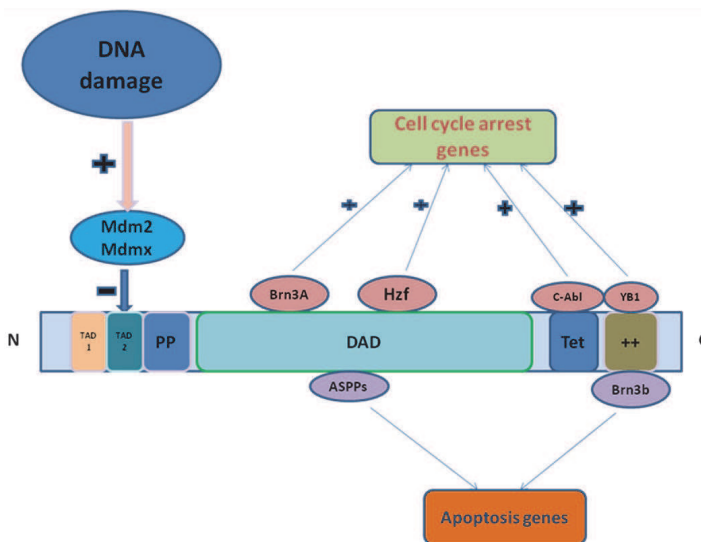 DNA
damage
Cell cycle arrest
genes
+
+
+
+
+
Mdm2
Mdmx
−
Brn3A
Hzf
C-Abl
YB1
N
TAD
1
TAD
2
PP
DAD
Tet
++
ASPPs
Brn3b
Apoptosis genes